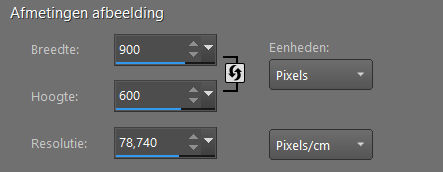 Afmetingen afbeelding
Breedte: 900 Eenheden:
Pixels
Hoogte: 600
Resolutie: 78,740 Pixels/cm